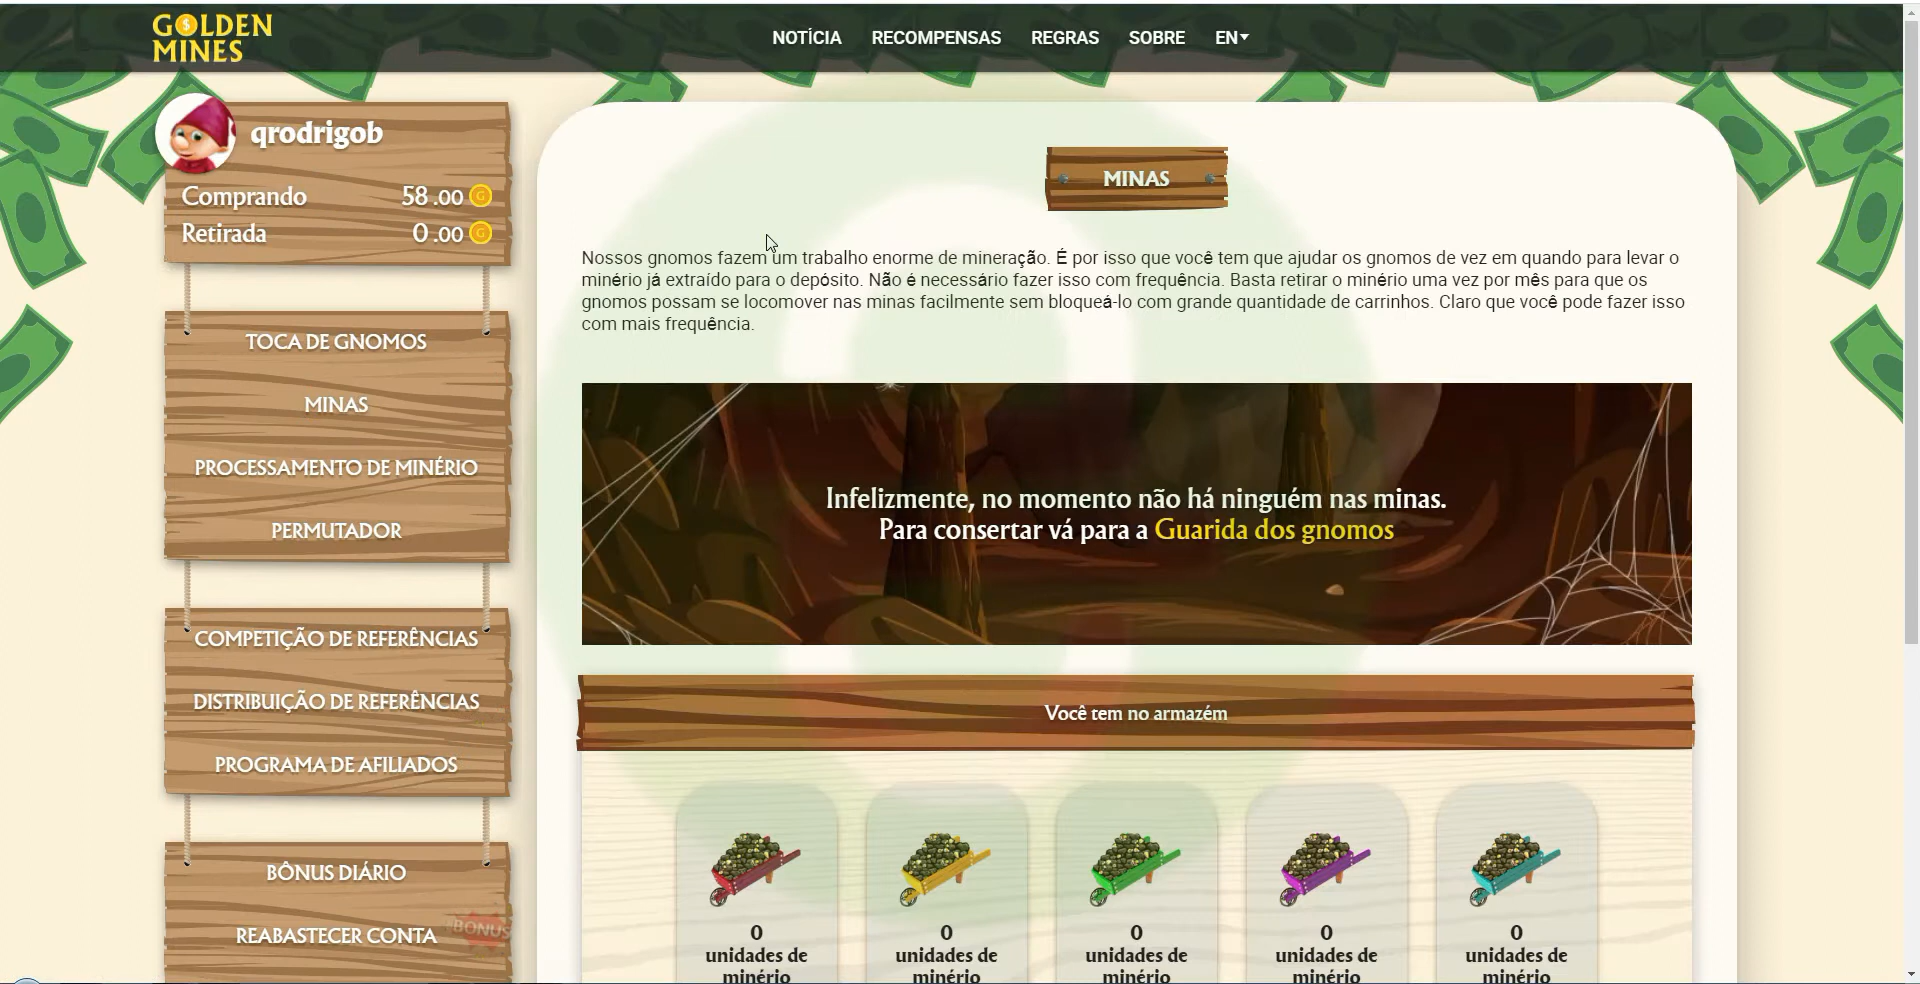 GOLDEN
MINES
NOTÍCIA
RECOMPENSAS
REGRAS
SOBRE
EN
qrodrigob
Comprando 58.00 G
Retirada 0.00 G
TOCA DE GNOMOS
MINAS
PROCESSAMENTO DE MINÉRIO
PERMUTADOR
COMPETIÇÃO DE REFERÊNCIAS
DISTRIBUIÇÃO DE REFERÊNCIAS
PROGRAMA DE AFILIADOS
BÔNUS DIÁRIO
REABASTECER CONTA
BONUS
MINAS
Nossos gnomos fazem um trabalho enorme de mineração. É por isso que você tem que ajudar os gnomos de vez em quando para levar o
minério já extraído para o depósito. Não é necessário fazer isso com frequência. Basta retirar o minério uma vez por mês para que os
gnomos possam se locomover nas minas facilmente sem bloqueá-lo com grande quantidade de carrinhos. Claro que você pode fazer isso
com mais frequência.
Infelizmente, no momento não há ninguém nas minas.
Para consertar vá para a Guarida dos gnomos
Você tem no armazém
0
unidades de
minério
0
unidades de
minério
0
unidades de
minério
0
unidades de
minério
0
unidades de
minério